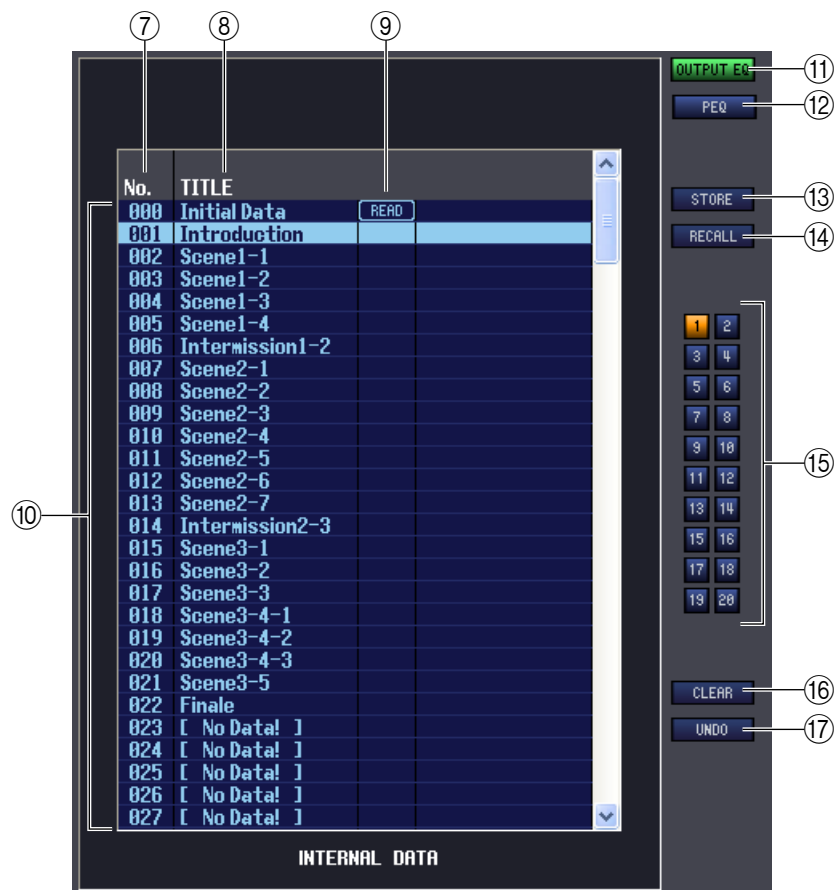 ⑦ ⑧ ⑨
OUTPUT EQ ⑪
PEQ ⑫
No. TITLE
000 Initial Data READ
001 Introduction
002 Scene1-1
003 Scene1-2
004 Scene1-3
005 Scene1-4
006 Intermission1-2
007 Scene2-1
008 Scene2-2
009 Scene2-3
010 Scene2-4
011 Scene2-5
012 Scene2-6
013 Scene2-7
014 Intermission2-3
015 Scene3-1
016 Scene3-2
017 Scene3-3
018 Scene3-4-1
019 Scene3-4-2
020 Scene3-4-3
021 Scene3-5
022 Finale
023 [ No Data! ]
024 [ No Data! ]
025 [ No Data! ]
026 [ No Data! ]
027 [ No Data! ]
⑩
INTERNAL DATA
STORE ⑬
RECALL ⑭
1 2
3 4
5 6
7 8
9 10
11 12
13 14
15 16
17 18
19 20
⑮
CLEAR ⑯
UNDO ⑰